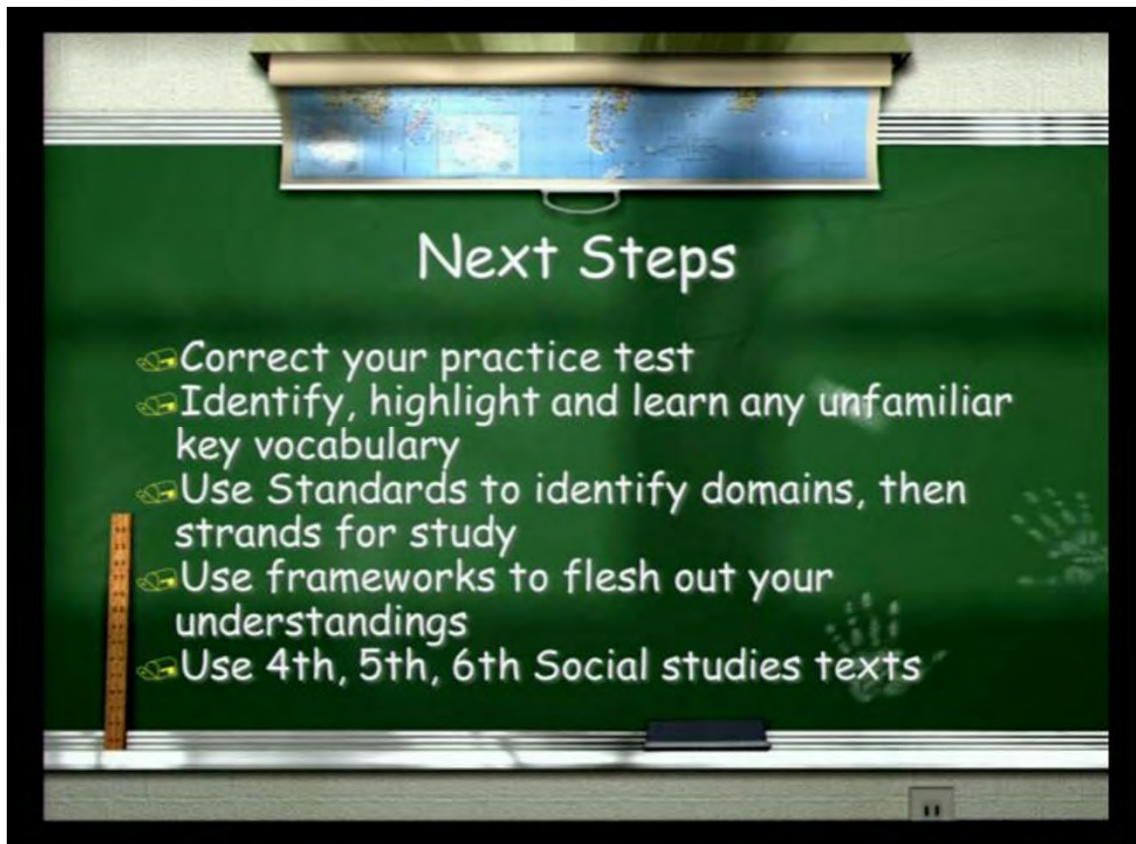 Next Steps
Correct your practice test
Identify, highlight and learn any unfamiliar
key vocabulary
Use Standards to identify domains, then
strands for study
Use frameworks to flesh out your
understandings
Use 4th, 5th, 6th Social studies texts